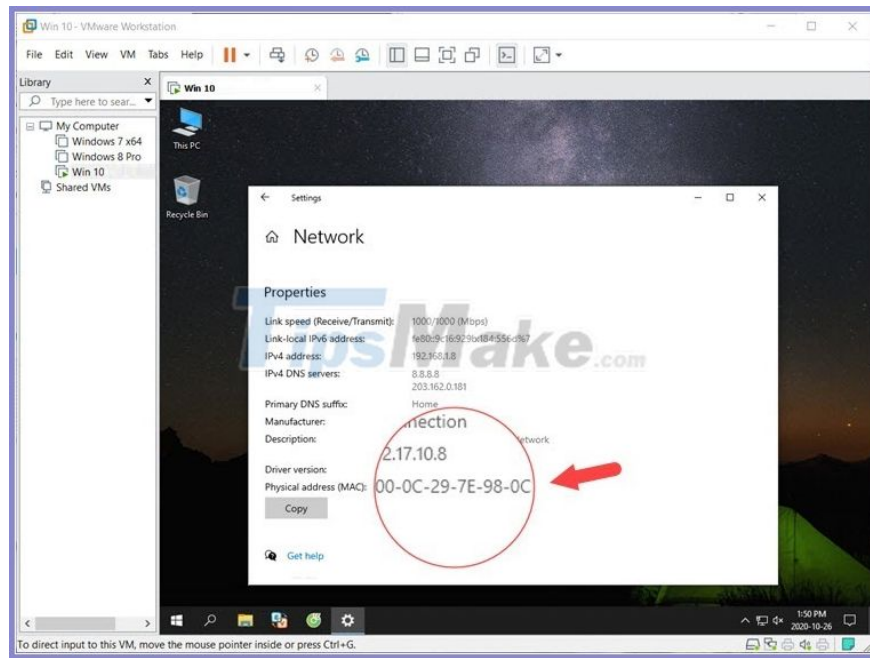 Win 10 - VMware Workstation
File Edit View VM Tabs Help
Library X
Type here to sear...
My Computer
Windows 7 x64
Windows 8 Pro
Win 10
Shared VMs
Win 10 ×
This PC
Recycle Bin
Settings
Network
Properties
Link speed (Receive/Transmit): 1000/1000 (Mbps)
Link-local IPv6 address:
IPv4 address: 192.168.1.8
IPv4 DNS servers: 8.8.8.8
203.162.0.181
Primary DNS suffix: Home
Manufacturer: nection
Description: Network
2.17.10.8
Driver version:
Physical address (MAC): 00-0C-29-7E-98-0C
Copy
Get help
TipsMake.com
1:50 PM
2020-10-26
To direct input to this VM, move the mouse pointer inside or press Ctrl+G.